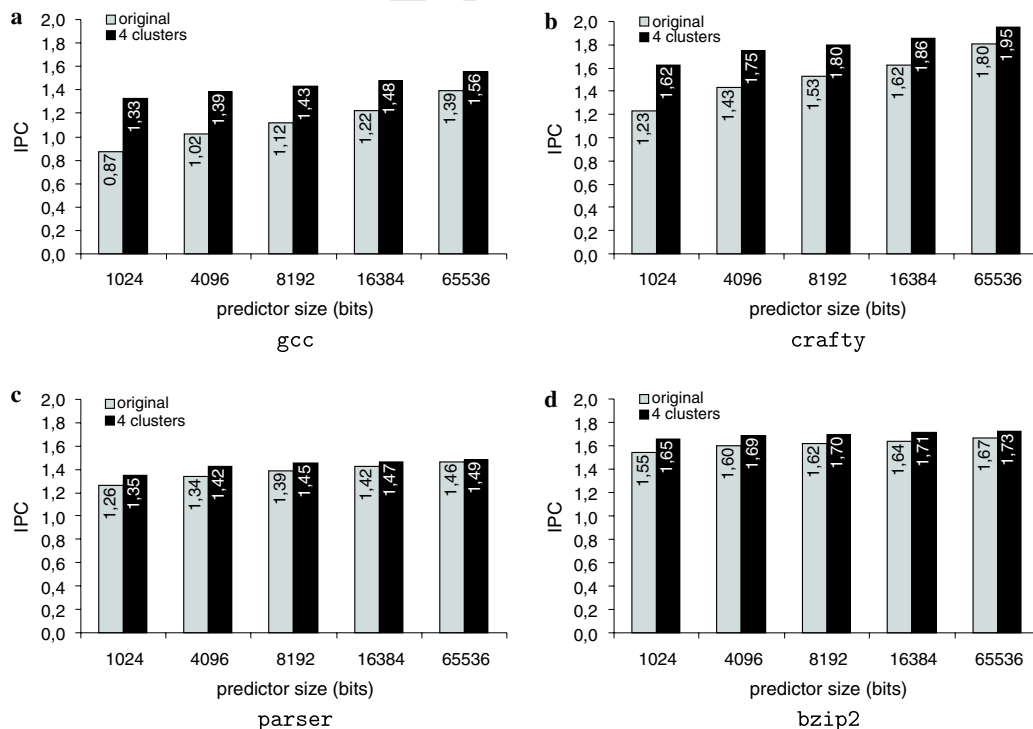 a
original
4 clusters
2,0
1,8
1,6
1,4
1,2
1,0
0,8
0,6
0,4
0,2
0,0
IPC
0,87 1,33 1,02 1,39 1,12 1,43 1,22 1,48 1,39 1,56
1024 4096 8192 16384 65536
predictor size (bits)
gcc
b
original
4 clusters
2,0
1,8
1,6
1,4
1,2
1,0
0,8
0,6
0,4
0,2
0,0
IPC
1,23 1,62 1,43 1,75 1,53 1,80 1,62 1,86 1,80 1,95
1024 4096 8192 16384 65536
predictor size (bits)
crafty
c
original
4 clusters
2,0
1,8
1,6
1,4
1,2
1,0
0,8
0,6
0,4
0,2
0,0
IPC
1,26 1,35 1,34 1,42 1,39 1,45 1,42 1,47 1,46 1,49
1024 4096 8192 16384 65536
predictor size (bits)
parser
d
original
4 clusters
2,0
1,8
1,6
1,4
1,2
1,0
0,8
0,6
0,4
0,2
0,0
IPC
1,55 1,65 1,60 1,69 1,62 1,70 1,64 1,71 1,67 1,73
1024 4096 8192 16384 65536
predictor size (bits)
bzip2